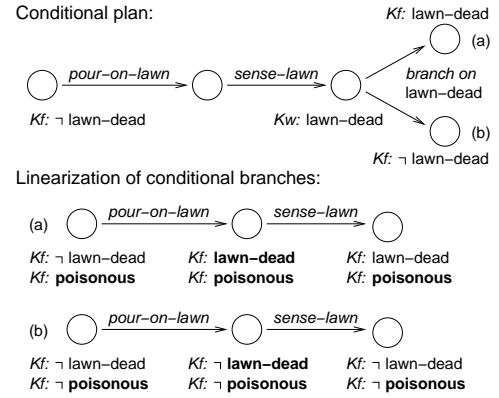 Conditional plan:
Kf: lawn−dead
(a)
pour−on−lawn
sense−lawn
branch on
lawn−dead
Kf: ¬ lawn−dead
Kw: lawn−dead
(b)
Kf: ¬ lawn−dead
Linearization of conditional branches:
(a)
pour−on−lawn
sense−lawn
Kf: ¬ lawn−dead
Kf: lawn−dead
Kf: lawn−dead
Kf: poisonous
Kf: poisonous
Kf: poisonous
(b)
pour−on−lawn
sense−lawn
Kf: ¬ lawn−dead
Kf: ¬ lawn−dead
Kf: ¬ lawn−dead
Kf: ¬ poisonous
Kf: ¬ poisonous
Kf: ¬ poisonous